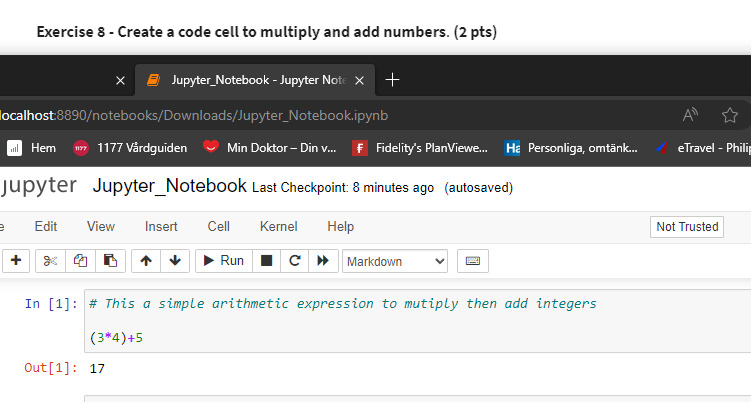 Exercise 8 - Create a code cell to multiply and add numbers. (2 pts)
Jupyter_Notebook - Jupyter Note
localhost:8890/notebooks/Downloads/Jupyter_Notebook.ipynb
Hem 1177 1177 Vårdguiden Min Doktor – Din v... F Fidelity's PlanViewe... Ha Personliga, omtänk... eTravel - Philip
jupyter Jupyter_Notebook Last Checkpoint: 8 minutes ago (autosaved)
e Edit View Insert Cell Kernel Help Not Trusted
Run Markdown
In [1]: # This a simple arithmetic expression to mutiply then add integers
(3*4)+5
Out[1]: 17